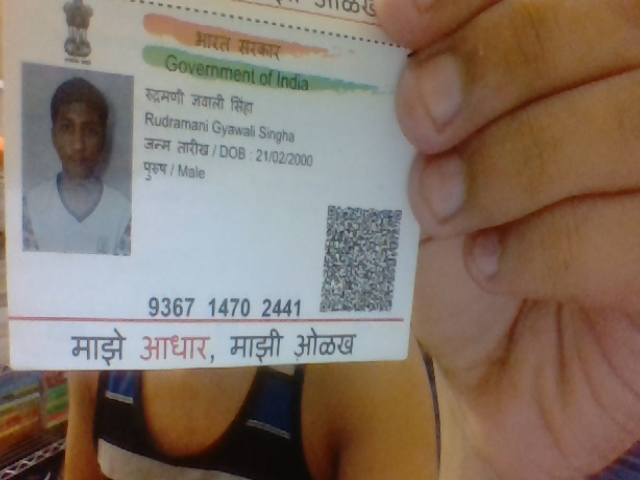 भारत सरकार
Government of India
रुद्रमणी ज्ञवाली सिंहा
Rudramani Gyawali Singha
जन्म तारीख / DOB : 21/02/2000
पुरुष / Male
9367 1470 2441
माझे आधार, माझी ओळख